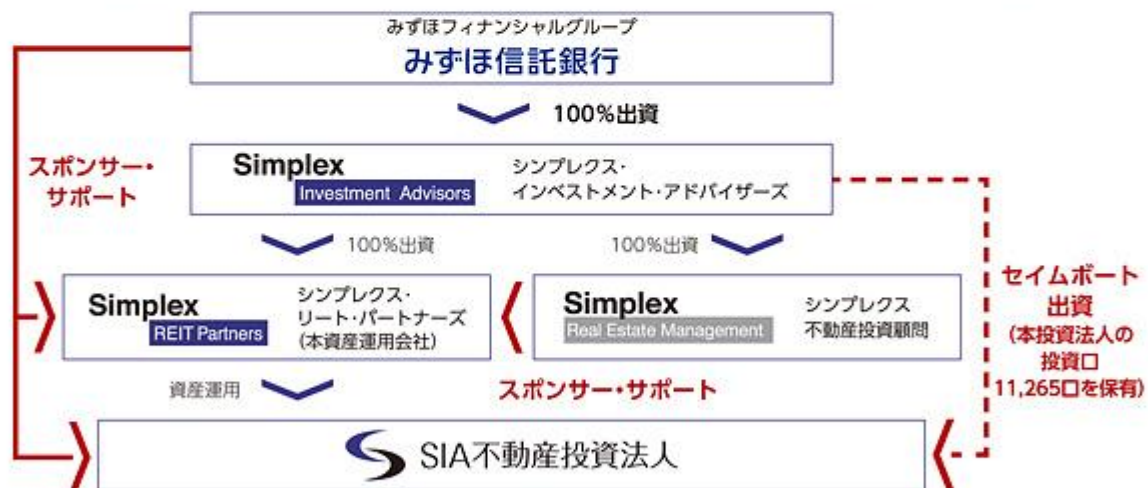 みずほフィナンシャルグループ
みずほ信託銀行
100%出資
スポンサー・
サポート
Simplex
Investment Advisors
シンプレクス・
インベストメント・アドバイザーズ
100%出資
100%出資
Simplex
REIT Partners
シンプレクス・
リート・パートナーズ
(本資産運用会社)
Simplex
Real Estate Management
シンプレクス
不動産投資顧問
セイムボート
出資
(本投資法人の
投資口
11,265口を保有)
資産運用
スポンサー・サポート
SIA不動産投資法人